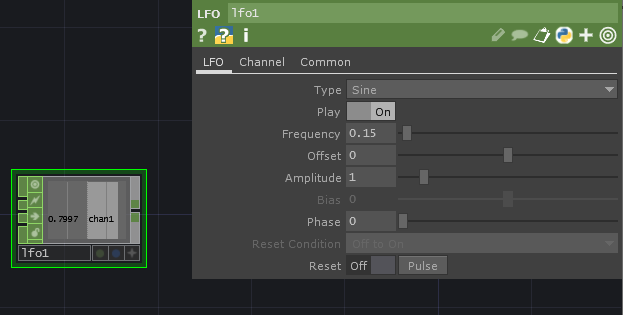 LFO lfo1
? ? i
LFO Channel Common
Type Sine
Play On
Frequency 0.15
Offset 0
Amplitude 1
Bias 0
Phase 0
Reset Condition Off to On
Reset Off Pulse
0.7997 chan1
lfo1